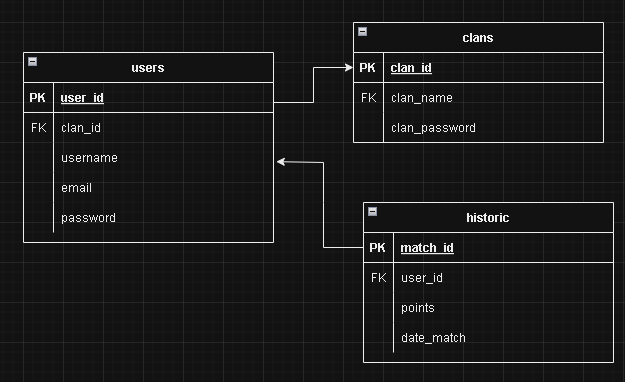 users
PK user_id
FK clan_id
username
email
password
clans
PK clan_id
FK clan_name
clan_password
historic
PK match_id
FK user_id
points
date_match